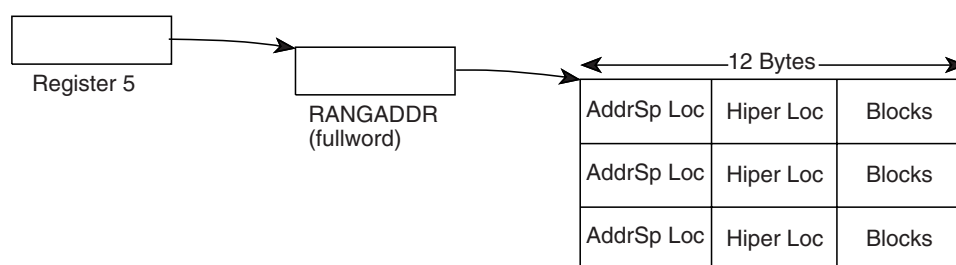 Register 5
RANGADDR
(fullword)
12 Bytes
AddrSp Loc Hiper Loc Blocks
AddrSp Loc Hiper Loc Blocks
AddrSp Loc Hiper Loc Blocks